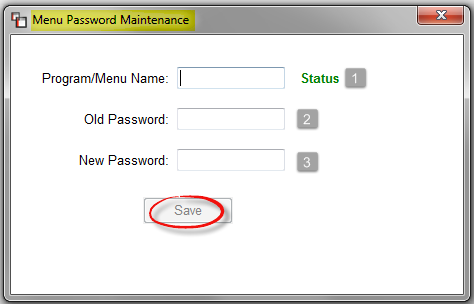 Menu Password Maintenance
Program/Menu Name: Status 1
Old Password: 2
New Password: 3
Save